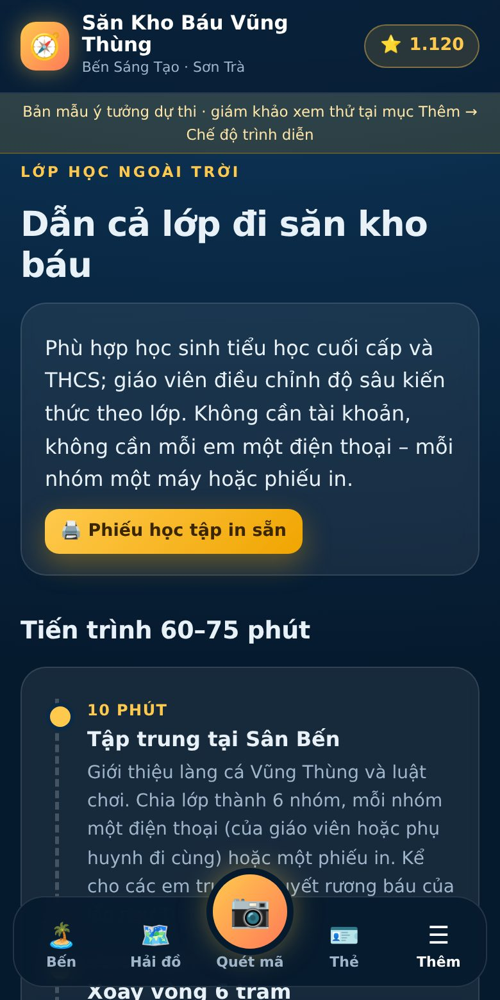 Săn Kho Báu Vũng
Thùng
Bến Sáng Tạo · Sơn Trà
1.120
Bản mẫu ý tưởng dự thi · giám khảo xem thử tại mục Thêm →
Chế độ trình diễn
LỚP HỌC NGOÀI TRỜI
Dẫn cả lớp đi săn kho
báu
Phù hợp học sinh tiểu học cuối cấp và
THCS; giáo viên điều chỉnh độ sâu kiến
thức theo lớp. Không cần tài khoản,
không cần mỗi em một điện thoại – mỗi
nhóm một máy hoặc phiếu in.
Phiếu học tập in sẵn
Tiến trình 60–75 phút
10 PHÚT
Tập trung tại Sân Bến
Giới thiệu làng cá Vũng Thùng và luật
chơi. Chia lớp thành 6 nhóm, mỗi nhóm
một điện thoại (của giáo viên hoặc phụ
huynh đi cùng) hoặc một phiếu in. Kể
cho các em rương báu của
Bến
Hải đồ
Quét mã
Thẻ
Thêm
Xoay vòng 6 trạm